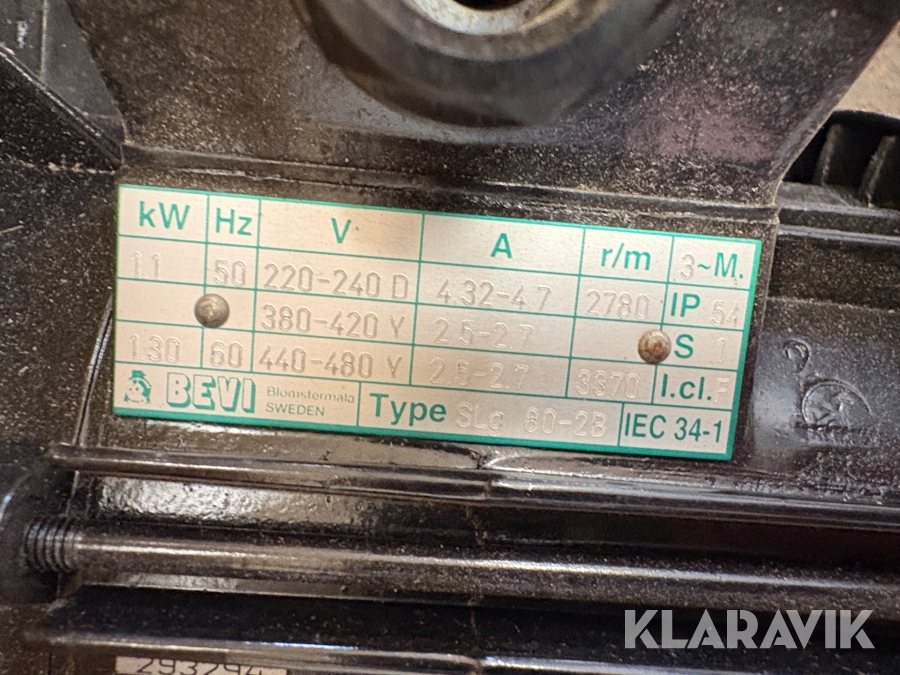 kW Hz V A r/m 3~M.
1.1 50 220-240 D 4.32-4.7 2780 IP 54
380-420 Y 2.5-2.7 S 1
1.30 60 440-480 Y 2.5-2.7 3370 I.cl. F
BEVI Blomstermåla SWEDEN Type 80-2B IEC 34-1
KLARAVIK
293294